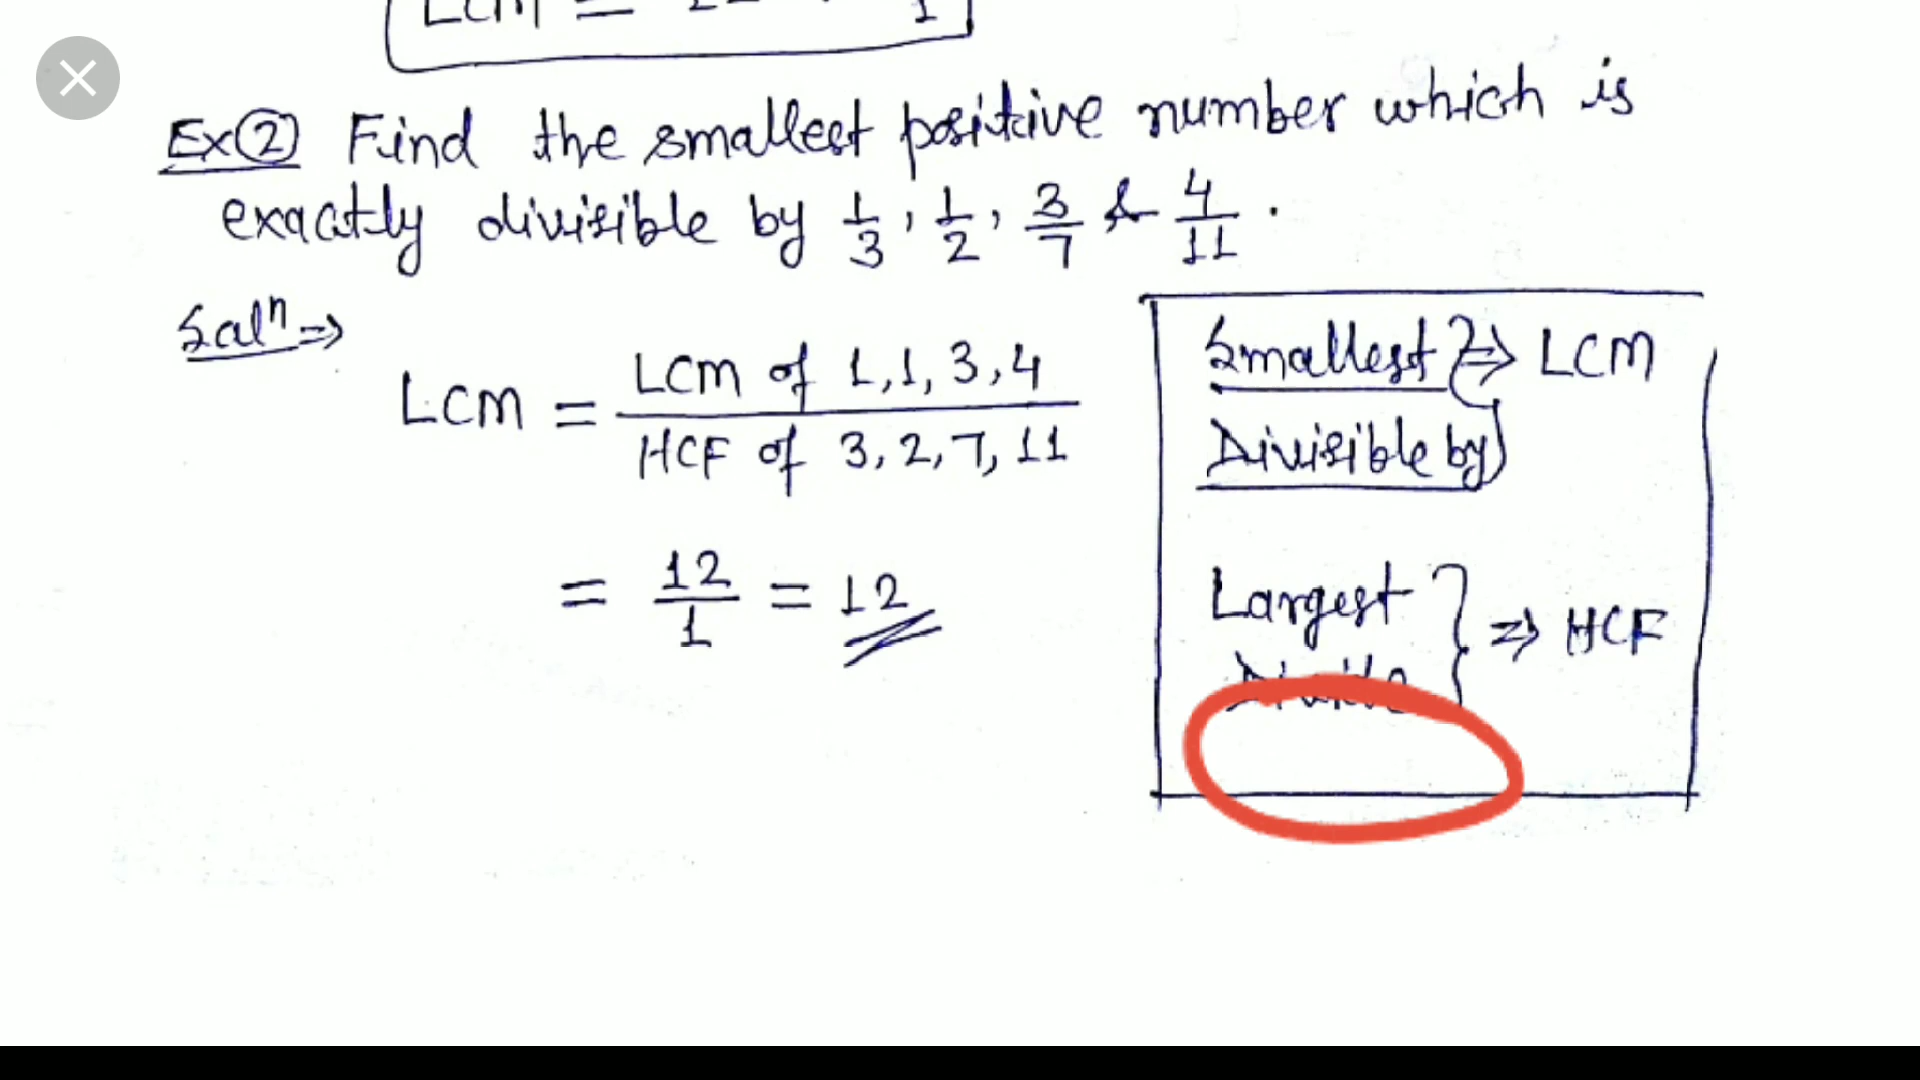 LCM =
1
Ex② Find the smallest positive number which is
exactly divisible by 1/3, 1/2, 3/7 & 4/11.
Solⁿ ⇒
LCM = LCM of 1, 1, 3, 4 / HCF of 3, 2, 7, 11
= 12/1 = 12
Smallest } ⇒ LCM
Divisible by
Largest } ⇒ HCF